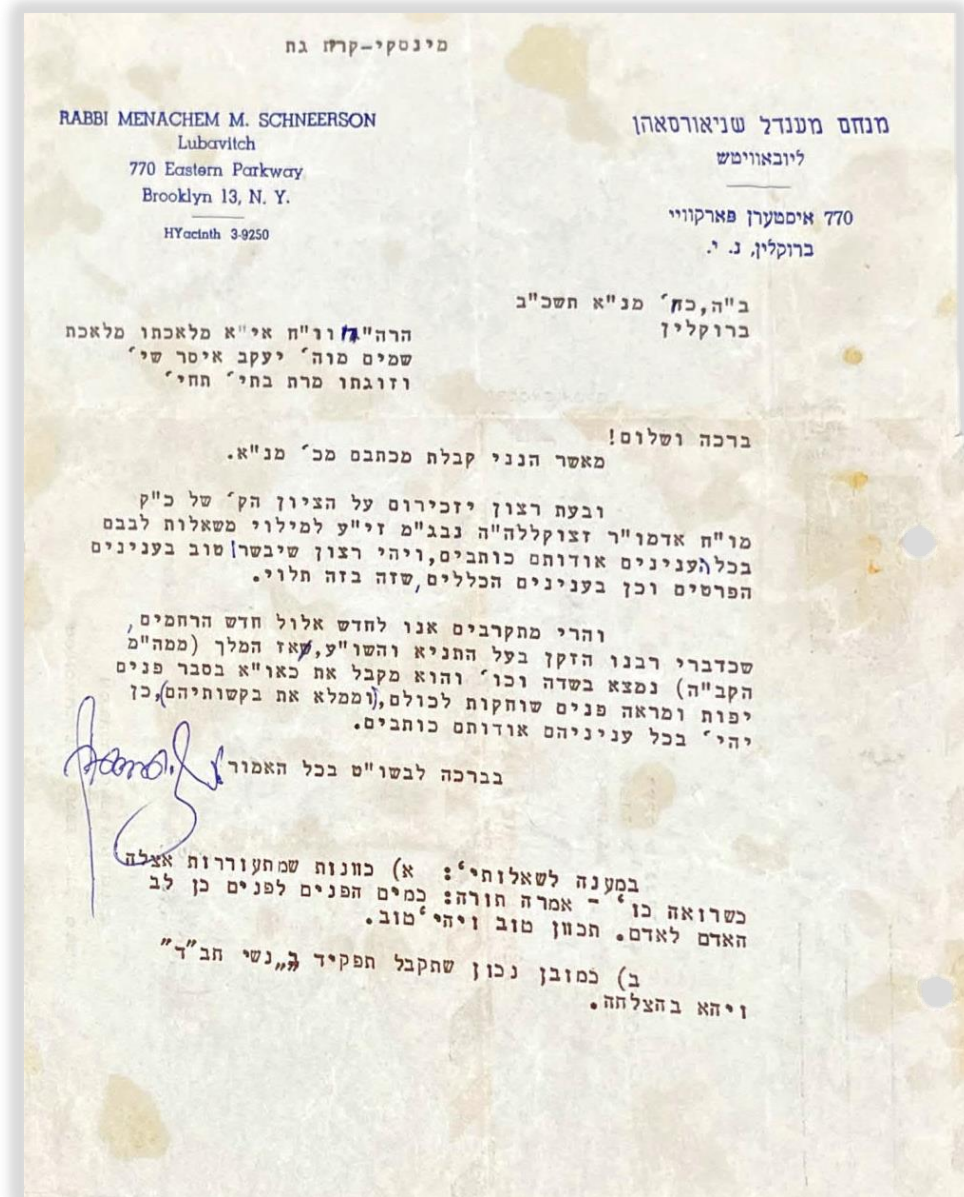 מינסקי-קרית גת
RABBI MENACHEM M. SCHNEERSON
Lubavitch
770 Eastern Parkway
Brooklyn 13, N. Y.
HYacinth 3-9250
מנחם מענדל שניאורסאהן
ליובאוויטש
770 איסטערן פארקוויי
ברוקלין, נ. י.
ב"ה, כח' מנ"א תשכ"ב
ברוקלין
הרה"ג וו"ח אי"א מלאכתו מלאכת
שמים מוה' יעקב איסר שי'
וזוגתו מרת בתי' תחי'
ברכה ושלום!
מאשר הנני קבלת מכתבם מכ' מנ"א.
ובעת רצון יזכירום על הציון הק' של כ"ק
מו"ח אדמו"ר זצוקללה"ה נבג"מ זי"ע למילוי משאלות לבבם
בכל הענינים אודותם כותבים, ויהי רצון שיבשרו טוב בענינים
הפרטים וכן בענינים הכללים, שזה בזה תלוי.
והרי מתקרבים אנו לחדש אלול חדש הרחמים,
שכדברי רבנו הזקן בעל התניא והשו"ע, שאז המלך (ממה"מ
הקב"ה) נמצא בשדה וכו' והוא מקבל את כאו"א בסבר פנים
יפות ומראה פנים שוחקות לכולם, (וממלא את בקשותיהם), כן
יהי' בכל עניניהם אודותם כותבים.
בברכה לבשו"ט בכל האמור
במענה לשאלותי': א) כוונות שמתעוררות אצלה
כשרואה כו' - אמרה תורה: כמים הפנים לפנים כן לב
האדם לאדם. תכוון טוב ויהי' טוב.
ב) כמובן נכון שתקבל תפקיד ב„נשי חב"ד"
ויהא בהצלחה.